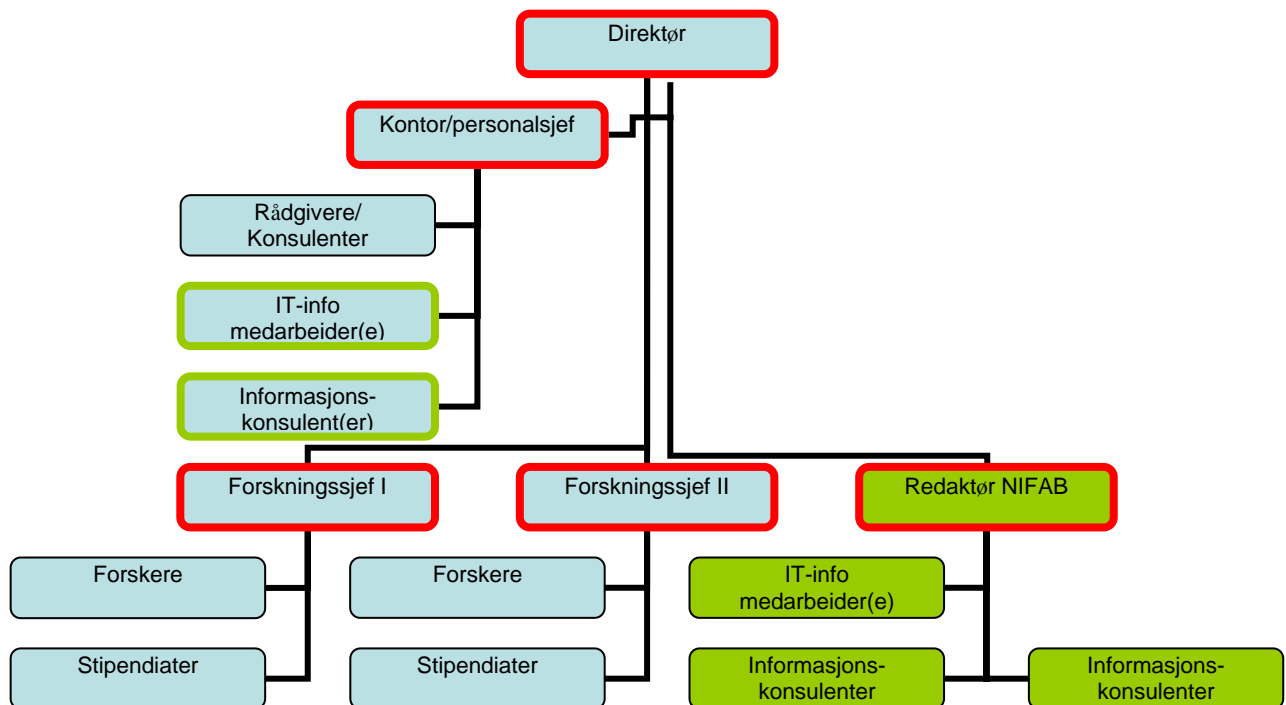 Direktør
Kontor/personalsjef
Rådgivere/
Konsulenter
IT-info
medarbeider(e)
Informasjons-
konsulent(er)
Forskningssjef I
Forskningssjef II
Redaktør NIFAB
Forskere
Forskere
IT-info
medarbeider(e)
Stipendiater
Stipendiater
Informasjons-
konsulenter
Informasjons-
konsulenter